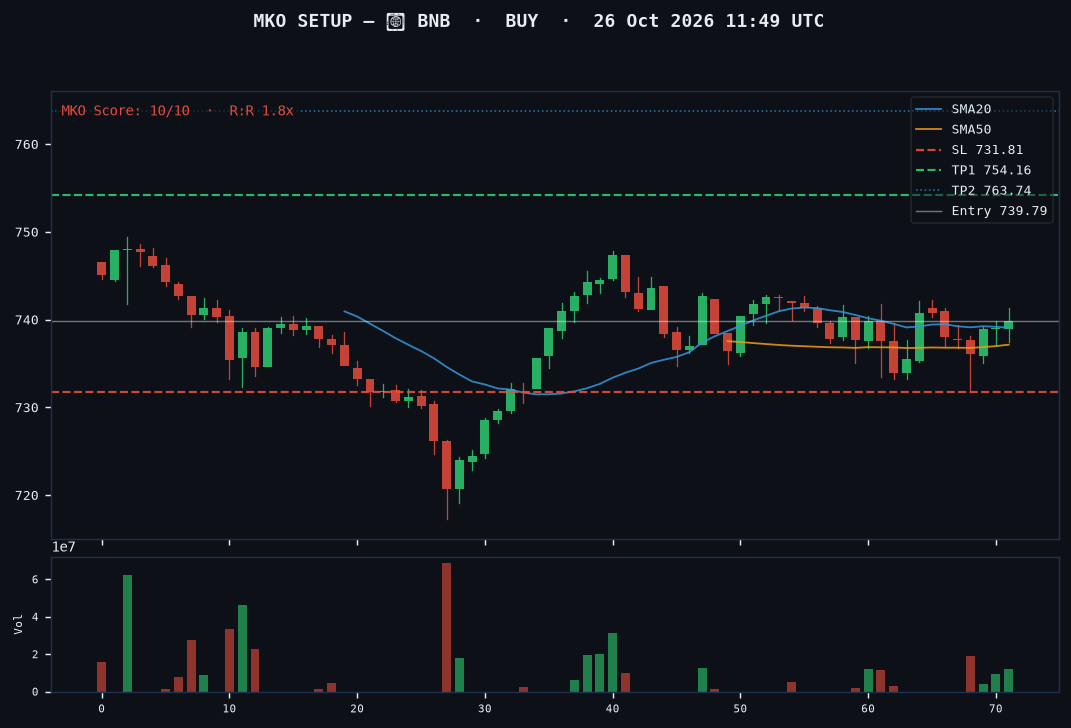 MKO SETUP — 🌐 BNB · BUY · 26 Oct 2026 11:49 UTC
MKO Score: 10/10 · R:R 1.8x
SMA20
SMA50
SL 731.81
TP1 754.16
TP2 763.74
Entry 739.79
760
750
740
730
720
1e7
6
4
2
0
Vol
0 10 20 30 40 50 60 70